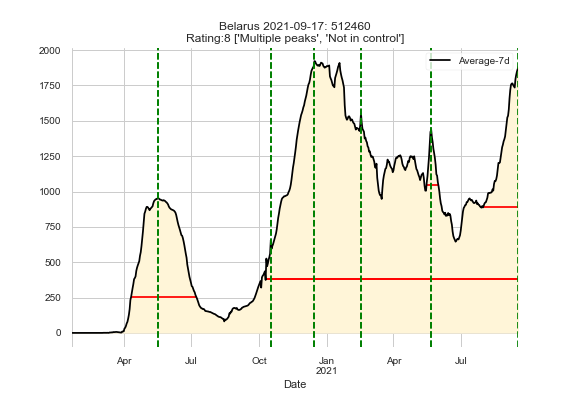 Belarus 2021-09-17: 512460
Rating:8 ['Multiple peaks', 'Not in control']
Average-7d
2000
1750
1500
1250
1000
750
500
250
0
Apr Jul Oct Jan Apr Jul
2021
Date